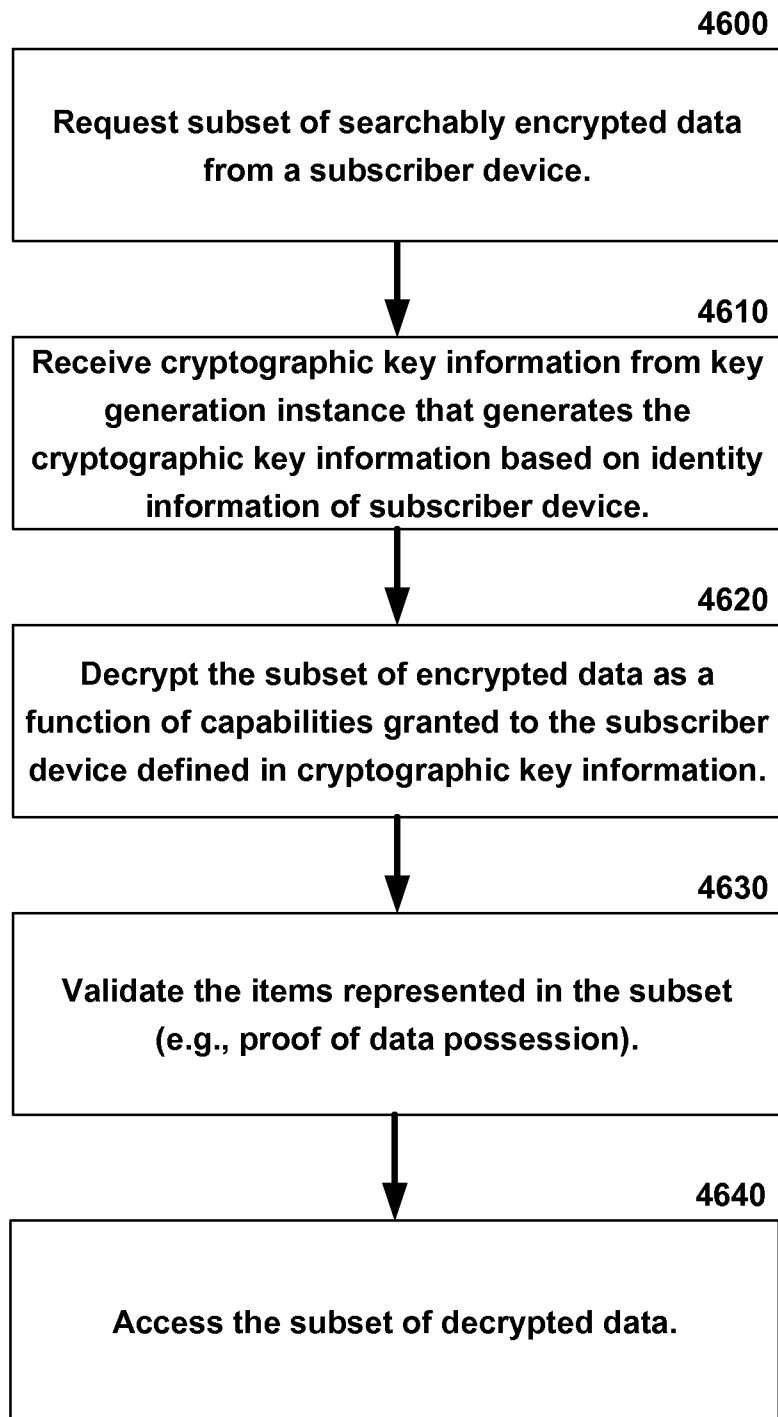 4600
Request subset of searchably encrypted data
from a subscriber device.
4610
Receive cryptographic key information from key
generation instance that generates the
cryptographic key information based on identity
information of subscriber device.
4620
Decrypt the subset of encrypted data as a
function of capabilities granted to the subscriber
device defined in cryptographic key information.
4630
Validate the items represented in the subset
(e.g., proof of data possession).
4640
Access the subset of decrypted data.